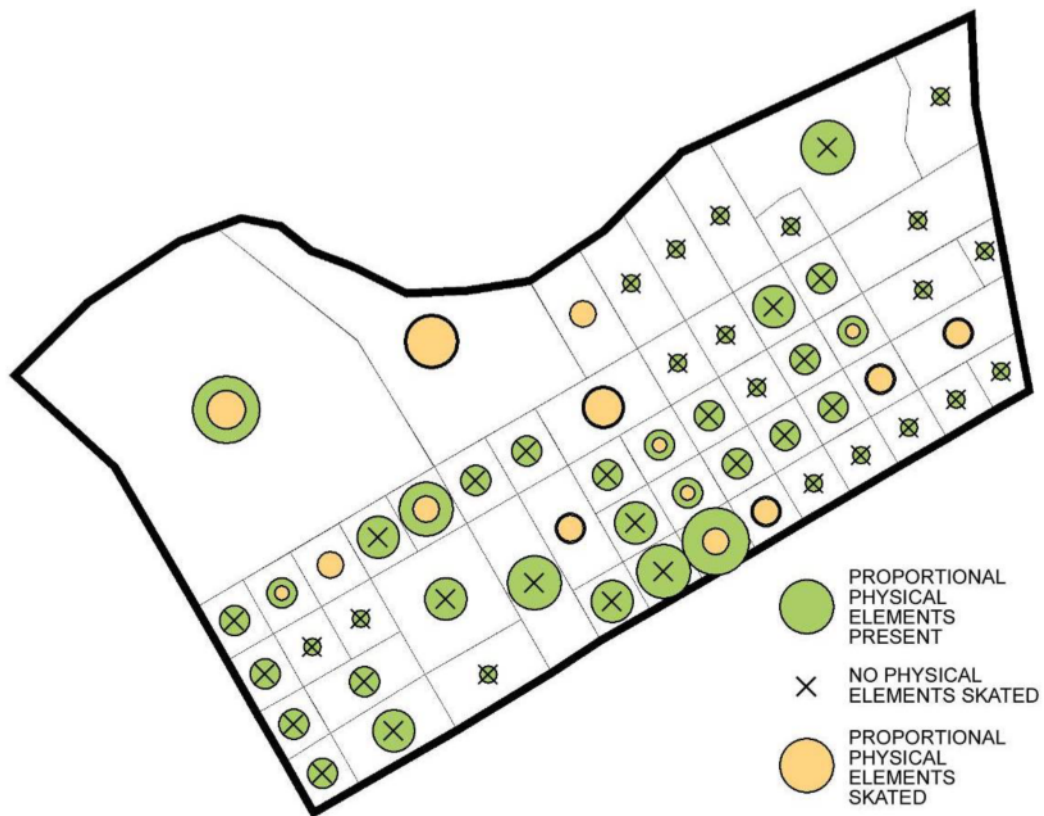 PROPORTIONAL
PHYSICAL
ELEMENTS
PRESENT
NO PHYSICAL
ELEMENTS SKATED
PROPORTIONAL
PHYSICAL
ELEMENTS
SKATED